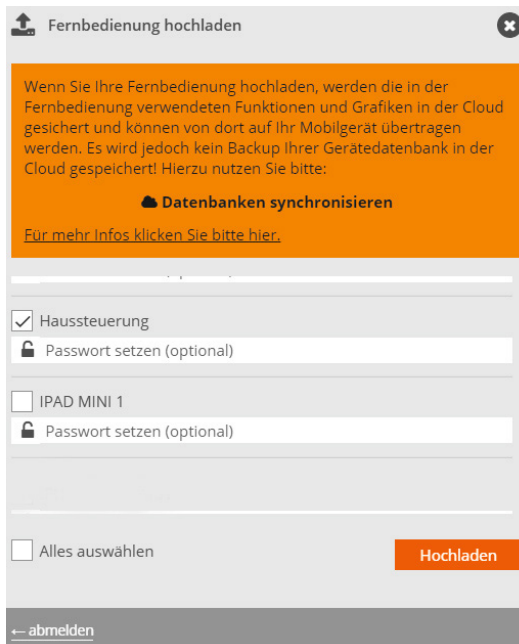 Fernbedienung hochladen
Wenn Sie Ihre Fernbedienung hochladen, werden die in der
Fernbedienung verwendeten Funktionen und Grafiken in der Cloud
gesichert und können von dort auf Ihr Mobilgerät übertragen
werden. Es wird jedoch kein Backup Ihrer Gerätedatenbank in der
Cloud gespeichert! Hierzu nutzen Sie bitte:
Datenbanken synchronisieren
Für mehr Infos klicken Sie bitte hier.
Haussteuerung
Passwort setzen (optional)
IPAD MINI 1
Passwort setzen (optional)
Alles auswählen
Hochladen
←abmelden